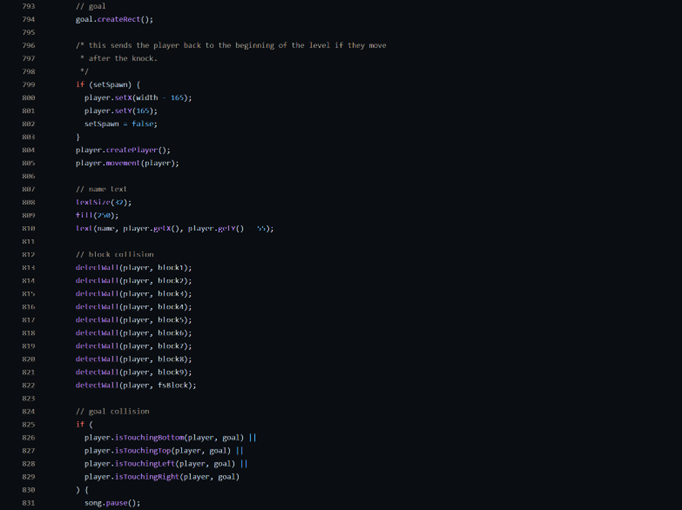 793 // goal
794 goal.createRect();
795
796 /* this sends the player back to the beginning of the level if they move
797 * after the knock.
798 */
799 if (setSpawn) {
800 player.setX(width - 165);
801 player.setY(165);
802 setSpawn = false;
803 }
804 player.createPlayer();
805 player.movement(player);
806
807 // name text
808 textSize(32);
809 fill(250);
810 text(name, player.getX(), player.getY() 55);
811
812 // block collision
813 detectWall(player, block1);
814 detectWall(player, block2);
815 detectWall(player, block3);
816 detectWall(player, block4);
817 detectWall(player, block5);
818 detectWall(player, block6);
819 detectWall(player, block7);
820 detectWall(player, block8);
821 detectWall(player, block9);
822 detectWall(player, fsBlock);
823
824 // goal collision
825 if (
826 player.isTouchingBottom(player, goal) ||
827 player.isTouchingTop(player, goal) ||
828 player.isTouchingLeft(player, goal) ||
829 player.isTouchingRight(player, goal)
830 ) {
831 song.pause();